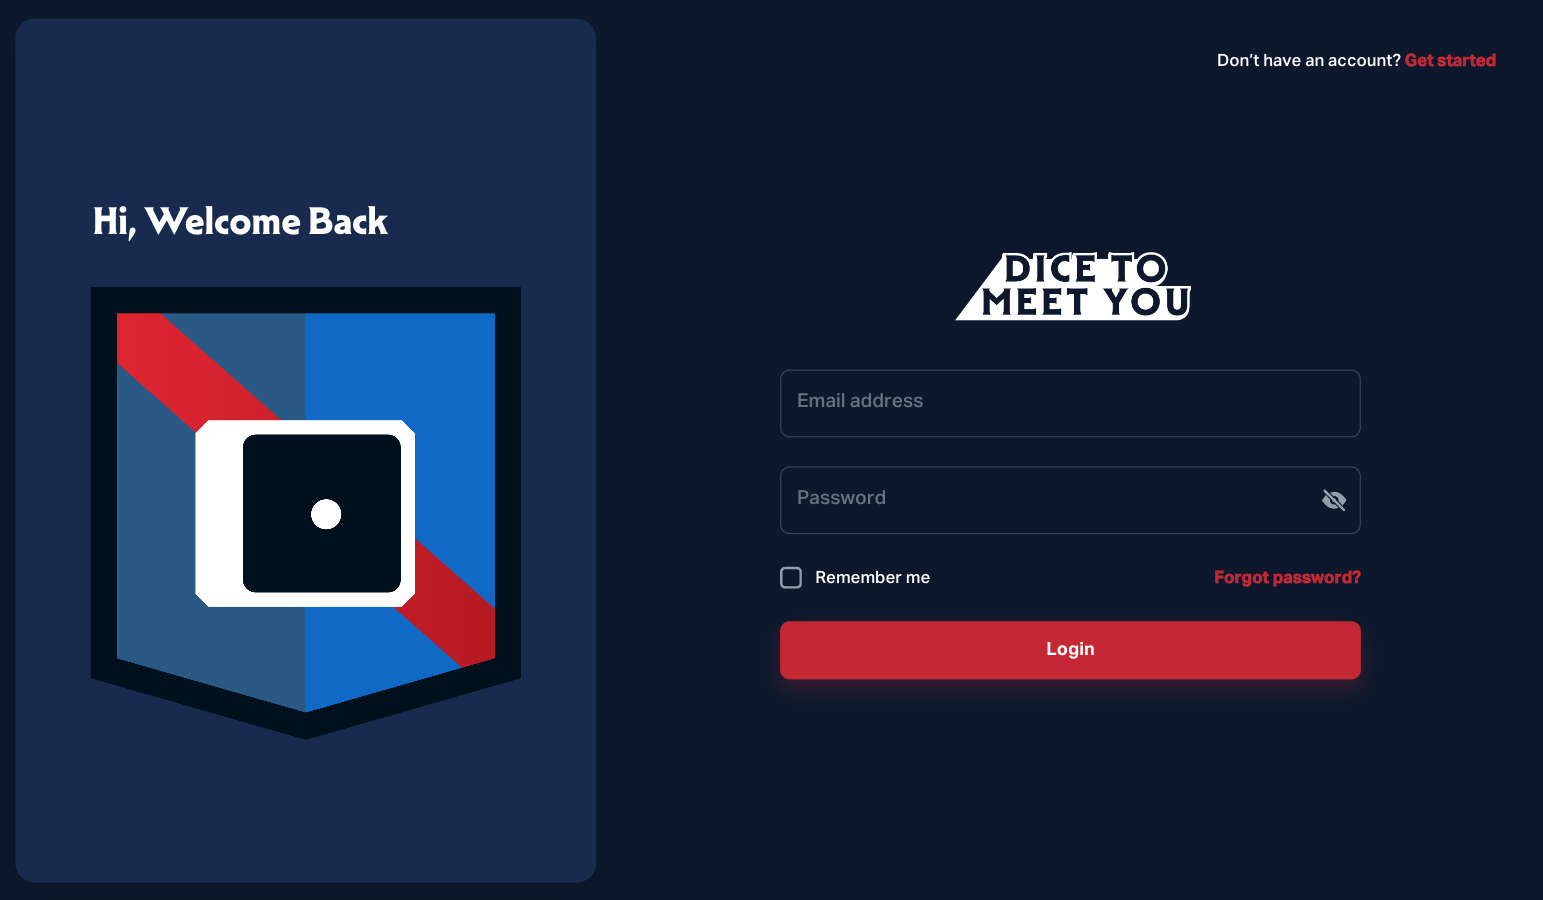 Don't have an account? Get started
Hi, Welcome Back
DICE TO
MEET YOU
Email address
Password
Remember me
Forgot password?
Login